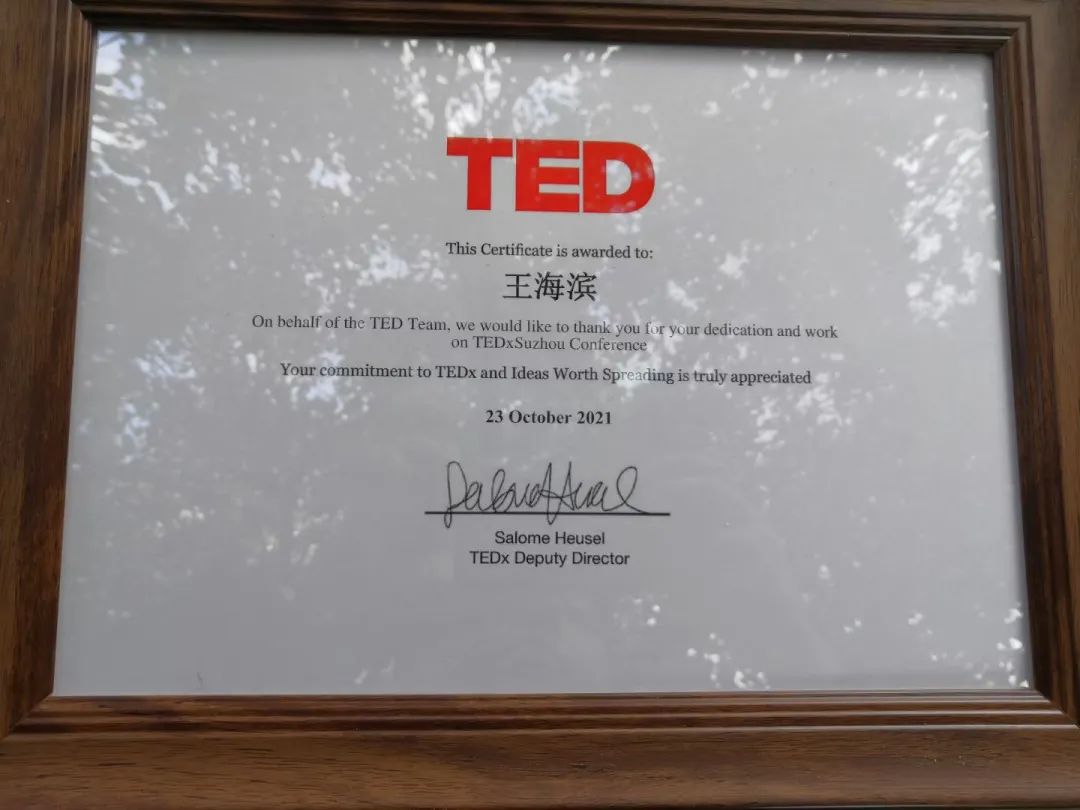 TED
This Certificate is awarded to:
王海滨
On behalf of the TED Team, we would like to thank you for your dedication and work
on TEDxSuzhou Conference
Your commitment to TEDx and Ideas Worth Spreading is truly appreciated
23 October 2021
Salome Heusel
TEDx Deputy Director